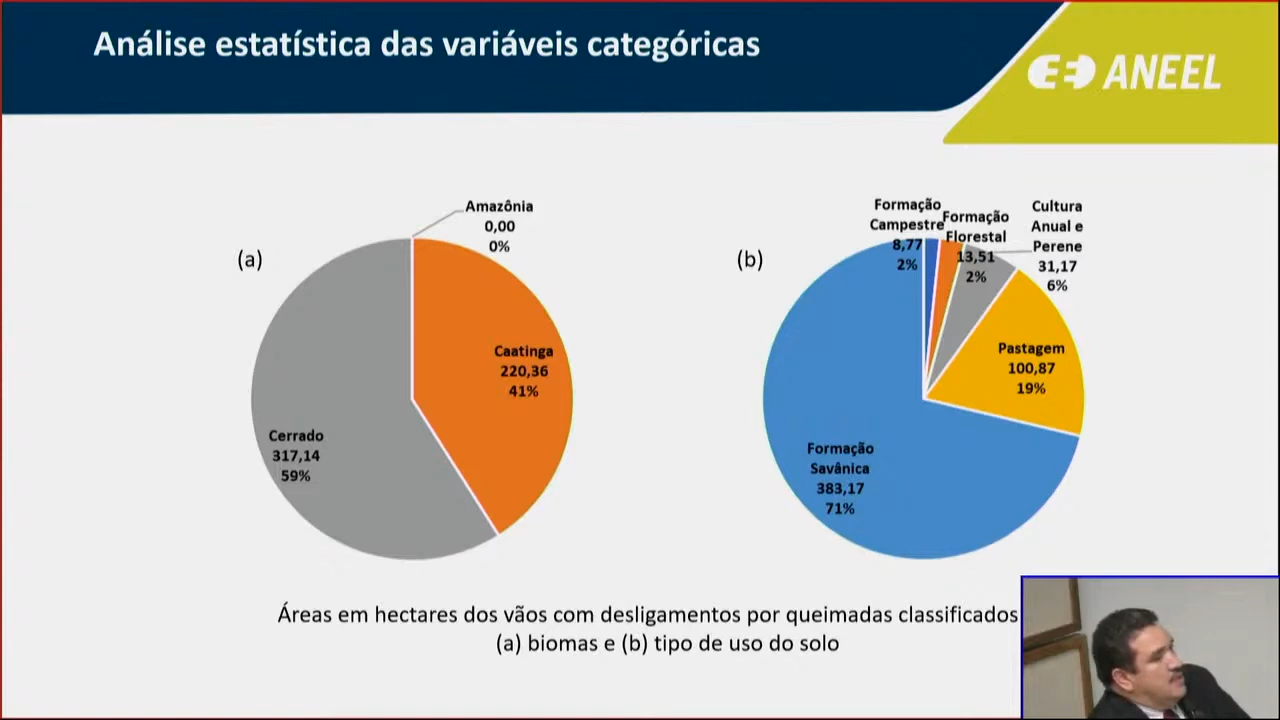 Análise estatística das variáveis categóricas
ANEEL
(a)
Amazônia
0,00
0%
Caatinga
220,36
41%
Cerrado
317,14
59%
(b)
Formação
Campestre
8,77
2%
Formação
Florestal
13,51
2%
Cultura
Anual e
Perene
31,17
6%
Pastagem
100,87
19%
Formação
Savânica
383,17
71%
Áreas em hectares dos vãos com desligamentos por queimadas classificados
(a) biomas e (b) tipo de uso do solo